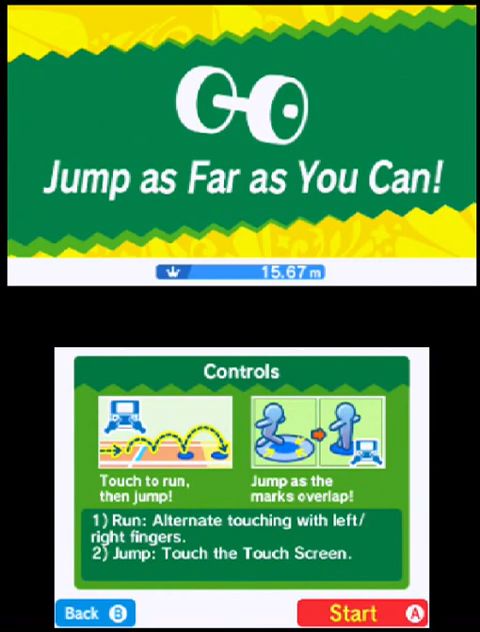 Jump as Far as You Can!
15.67 m
Controls
Touch to run,
then jump!
Jump as the
marks overlap!
1) Run: Alternate touching with left/
right fingers.
2) Jump: Touch the Touch Screen.
Back B
Start A